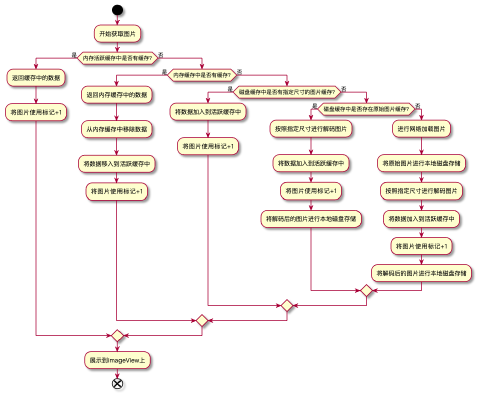 开始获取图片
是
内存活跃缓存中是否有缓存?
否
返回缓存中的数据
将图片使用标记+1
是
内存缓存中是否有缓存?
否
返回内存缓存中的数据
从内存缓存中移除数据
将数据移入到活跃缓存中
将图片使用标记+1
是
磁盘缓存中是否有指定尺寸的图片缓存?
否
将数据加入到活跃缓存中
将图片使用标记+1
是
磁盘缓存中是否存在原始图片缓存?
否
按照指定尺寸进行解码图片
将数据加入到活跃缓存中
将图片使用标记+1
将解码后的图片进行本地磁盘存储
进行网络加载图片
将原始图片进行本地磁盘存储
按照指定尺寸进行解码图片
将数据加入到活跃缓存中
将图片使用标记+1
将解码后的图片进行本地磁盘存储
展示到ImageView上